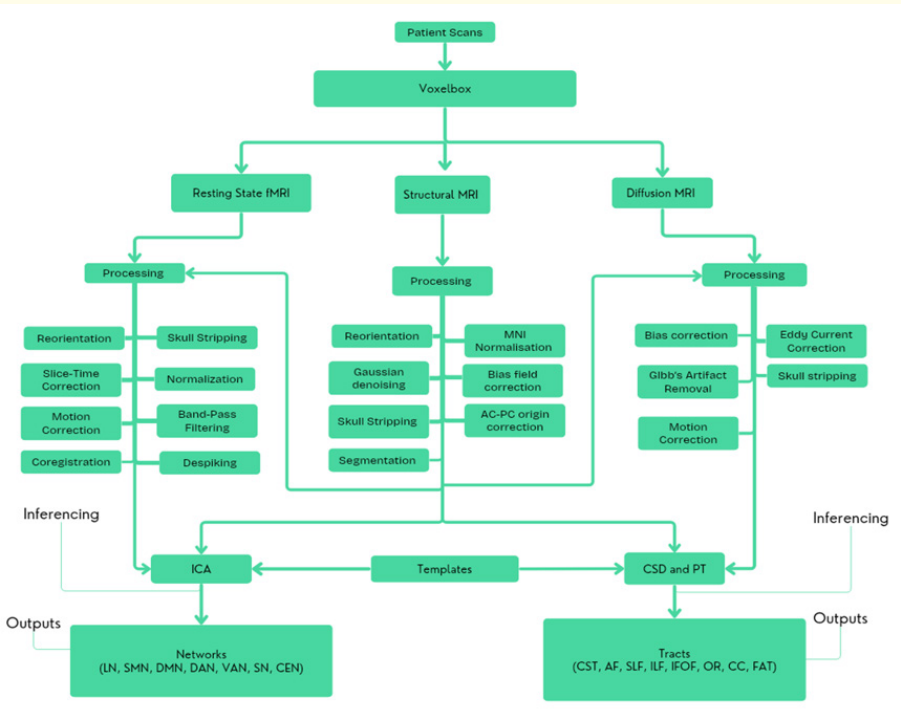 Patient Scans
Voxelbox
Resting State fMRI
Structural MRI
Diffusion MRI
Processing
Processing
Processing
Reorientation
Skull Stripping
Slice-Time
Correction
Normalization
Motion
Correction
Band-Pass
Filtering
Coregistration
Despiking
Reorientation
MNI
Normalisation
Gaussian
denoising
Bias field
correction
Skull Stripping
AC-PC origin
correction
Segmentation
Bias correction
Eddy Current
Correction
GIbb's Artifact
Removal
Skull stripping
Motion
Correction
Inferencing
Inferencing
ICA
Templates
CSD and PT
Outputs
Outputs
Networks
(LN, SMN, DMN, DAN, VAN, SN, CEN)
Tracts
(CST, AF, SLF, ILF, IFOF, OR, CC, FAT)